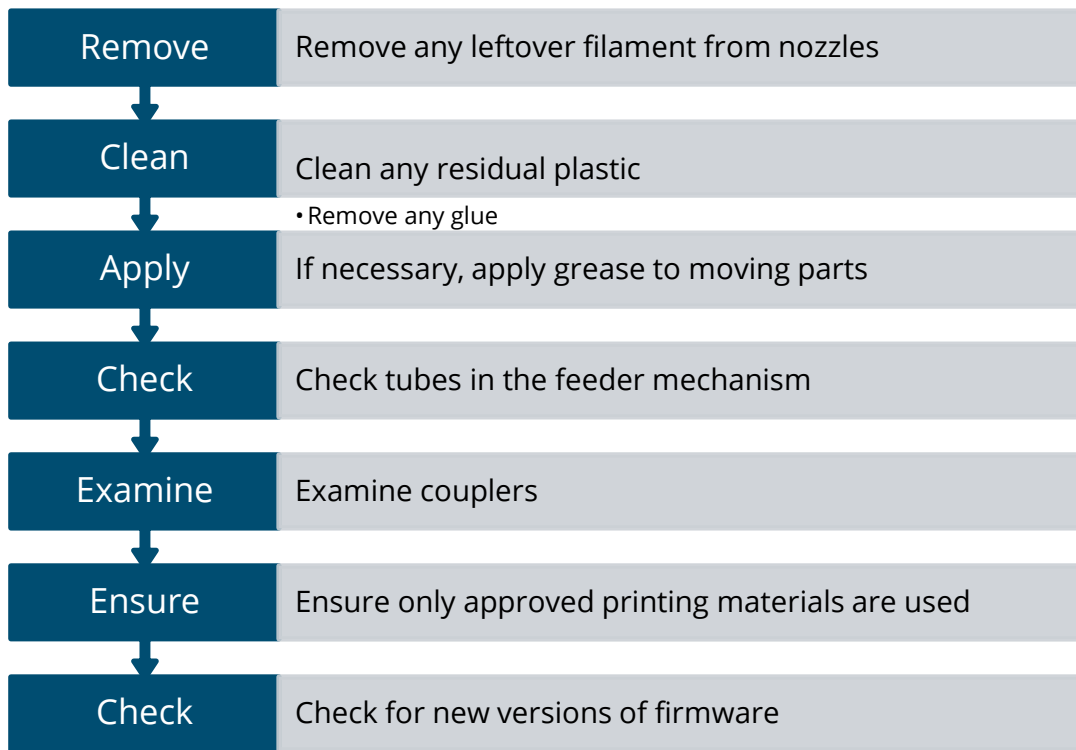 Remove
Remove any leftover filament from nozzles
Clean
Clean any residual plastic
• Remove any glue
Apply
If necessary, apply grease to moving parts
Check
Check tubes in the feeder mechanism
Examine
Examine couplers
Ensure
Ensure only approved printing materials are used
Check
Check for new versions of firmware